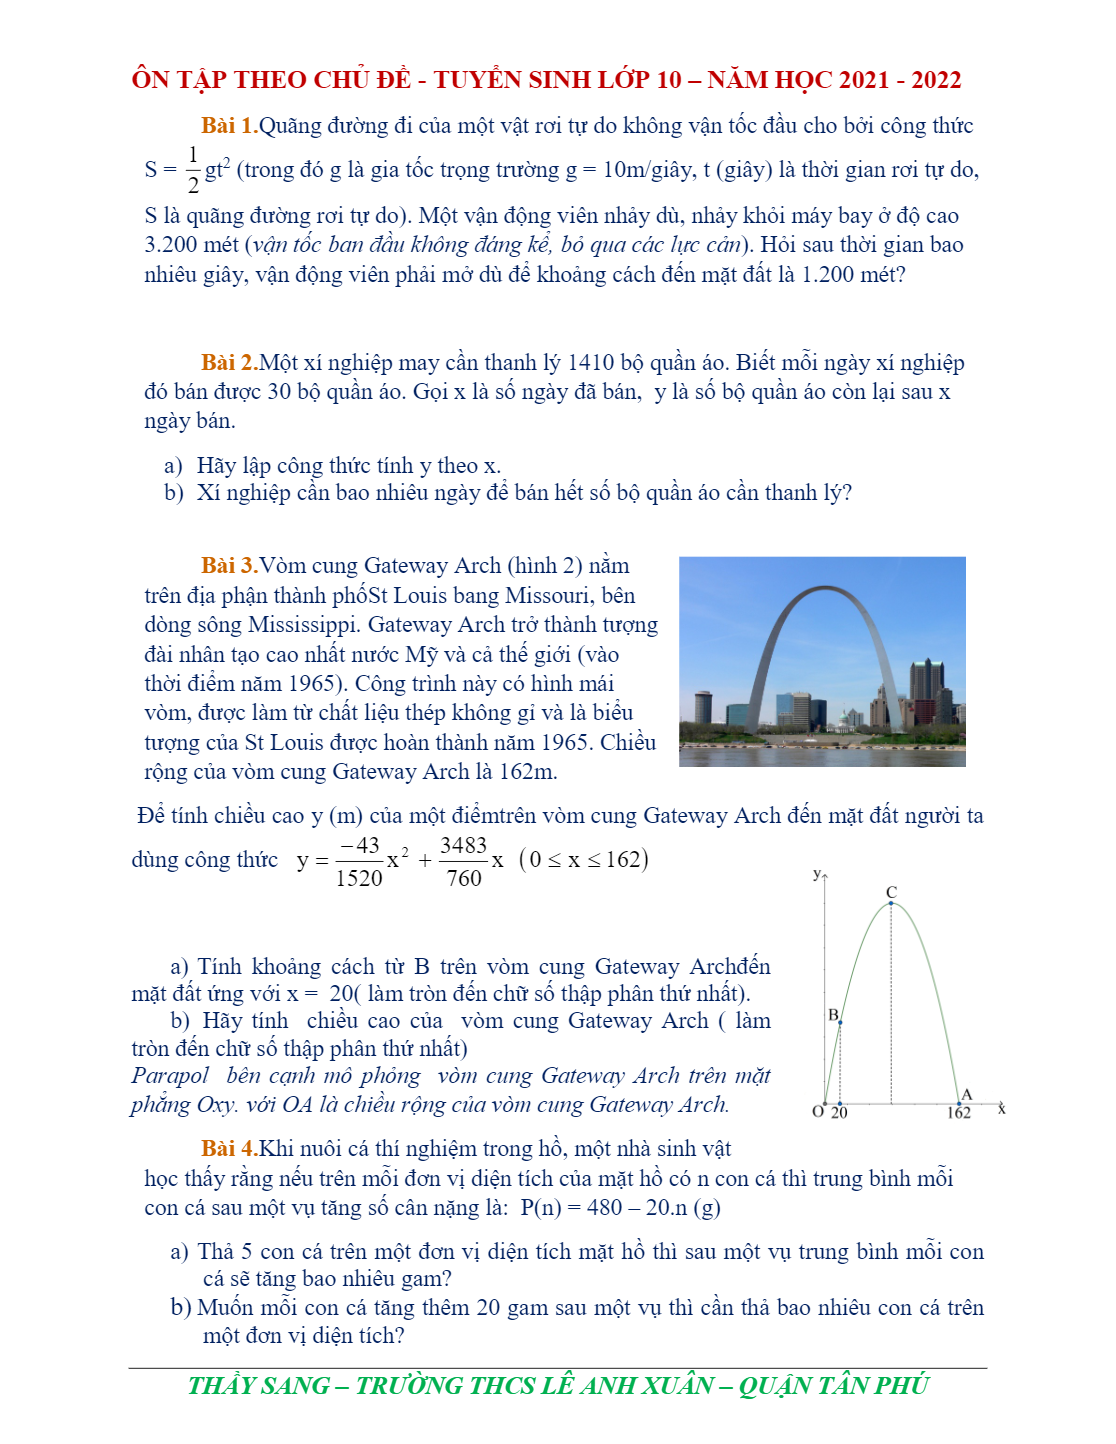 ÔN TẬP THEO CHỦ ĐỀ - TUYỂN SINH LỚP 10 – NĂM HỌC 2021 - 2022
Bài 1.Quãng đường đi của một vật rơi tự do không vận tốc đầu cho bởi công thức
S = 1/2 gt² (trong đó g là gia tốc trọng trường g = 10m/giây, t (giây) là thời gian rơi tự do,
S là quãng đường rơi tự do). Một vận động viên nhảy dù, nhảy khỏi máy bay ở độ cao
3.200 mét (vận tốc ban đầu không đáng kể, bỏ qua các lực cản). Hỏi sau thời gian bao
nhiêu giây, vận động viên phải mở dù để khoảng cách đến mặt đất là 1.200 mét?
Bài 2.Một xí nghiệp may cần thanh lý 1410 bộ quần áo. Biết mỗi ngày xí nghiệp
đó bán được 30 bộ quần áo. Gọi x là số ngày đã bán, y là số bộ quần áo còn lại sau x
ngày bán.
a) Hãy lập công thức tính y theo x.
b) Xí nghiệp cần bao nhiêu ngày để bán hết số bộ quần áo cần thanh lý?
Bài 3.Vòm cung Gateway Arch (hình 2) nằm
trên địa phận thành phốSt Louis bang Missouri, bên
dòng sông Mississippi. Gateway Arch trở thành tượng
đài nhân tạo cao nhất nước Mỹ và cả thế giới (vào
thời điểm năm 1965). Công trình này có hình mái
vòm, được làm từ chất liệu thép không gỉ và là biểu
tượng của St Louis được hoàn thành năm 1965. Chiều
rộng của vòm cung Gateway Arch là 162m.
Để tính chiều cao y (m) của một điểmtrên vòm cung Gateway Arch đến mặt đất người ta
dùng công thức y = −43/1520 x² + 3483/760 x (0 ≤ x ≤ 162)
a) Tính khoảng cách từ B trên vòm cung Gateway Archđến
mặt đất ứng với x = 20( làm tròn đến chữ số thập phân thứ nhất).
b) Hãy tính chiều cao của vòm cung Gateway Arch ( làm
tròn đến chữ số thập phân thứ nhất)
Parapol bên cạnh mô phỏng vòm cung Gateway Arch trên mặt
phẳng Oxy. với OA là chiều rộng của vòm cung Gateway Arch.
y
C
B
A
O 20 162 x
Bài 4.Khi nuôi cá thí nghiệm trong hồ, một nhà sinh vật
học thấy rằng nếu trên mỗi đơn vị diện tích của mặt hồ có n con cá thì trung bình mỗi
con cá sau một vụ tăng số cân nặng là: P(n) = 480 – 20.n (g)
a) Thả 5 con cá trên một đơn vị diện tích mặt hồ thì sau một vụ trung bình mỗi con
cá sẽ tăng bao nhiêu gam?
b) Muốn mỗi con cá tăng thêm 20 gam sau một vụ thì cần thả bao nhiêu con cá trên
một đơn vị diện tích?
THẦY SANG – TRƯỜNG THCS LÊ ANH XUÂN – QUẬN TÂN PHÚ